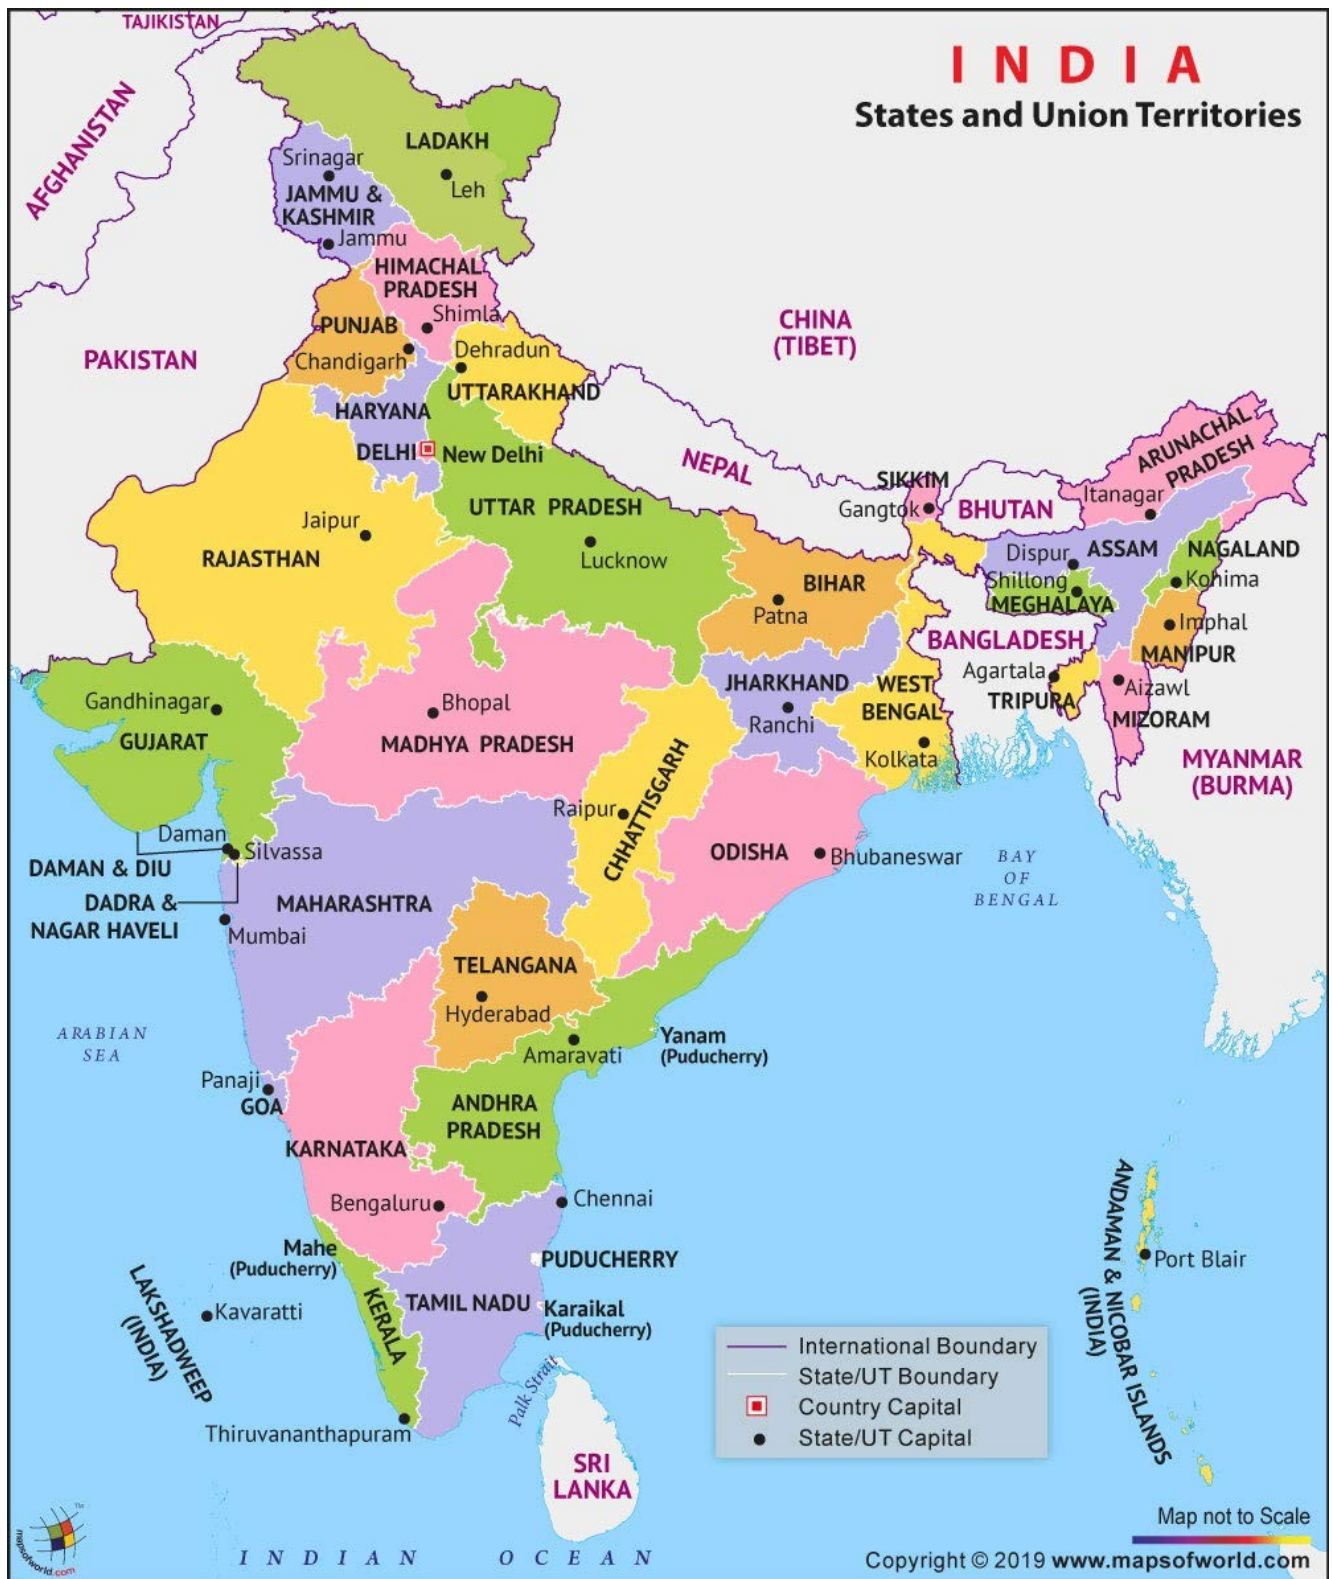 TAJIKISTAN
INDIA
States and Union Territories
AFGHANISTAN
LADAKH
Srinagar
Leh
JAMMU &
KASHMIR
Jammu
HIMACHAL
PRADESH
Shimla
PUNJAB
Chandigarh
CHINA
(TIBET)
PAKISTAN
Dehradun
UTTARAKHAND
HARYANA
DELHI
New Delhi
NEPAL
ARUNACHAL
PRADESH
SIKKIM
Gangtok
BHUTAN
Itanagar
UTTAR PRADESH
Jaipur
RAJASTHAN
Lucknow
BIHAR
Patna
Dispur
ASSAM
NAGALAND
Shillong
Kohima
MEGHALAYA
Imphal
BANGLADESH
MANIPUR
Agartala
TRIPURA
Aizawl
MIZORAM
JHARKHAND
Ranchi
WEST
BENGAL
Kolkata
Gandhinagar
GUJARAT
Bhopal
MADHYA PRADESH
MYANMAR
(BURMA)
CHHATTISGARH
Raipur
Daman
Silvassa
DAMAN & DIU
DADRA &
NAGAR HAVELI
ODISHA
Bhubaneswar
BAY
OF
BENGAL
MAHARASHTRA
Mumbai
TELANGANA
Hyderabad
ARABIAN
SEA
Amaravati
Yanam
(Puducherry)
Panaji
GOA
ANDHRA
PRADESH
KARNATAKA
Bengaluru
Chennai
ANDAMAN & NICOBAR ISLANDS
(INDIA)
Port Blair
Mahe
(Puducherry)
PUDUCHERRY
LAKSHADWEEP
(INDIA)
Kavaratti
KERALA
TAMIL NADU
Karaikal
(Puducherry)
Palk Strait
Thiruvananthapuram
SRI
LANKA
International Boundary
State/UT Boundary
Country Capital
State/UT Capital
INDIAN OCEAN
TM
mapsofworld.com
Map not to Scale
Copyright © 2019 www.mapsofworld.com